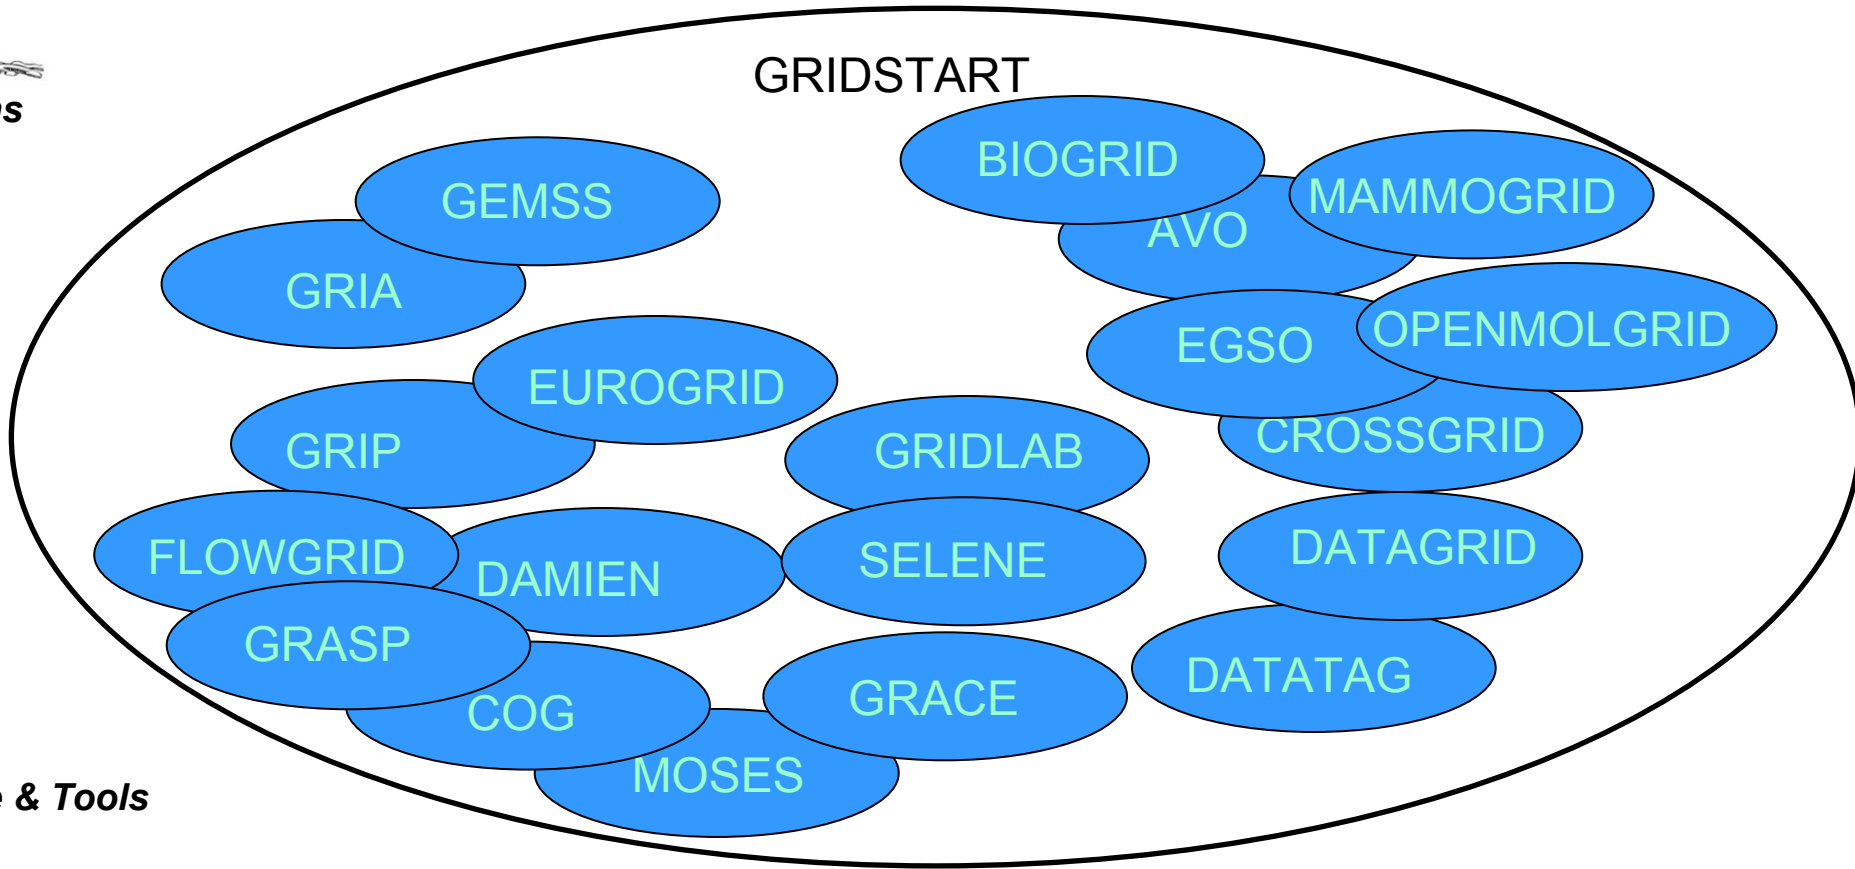 GRIDSTART
BIOGRID
MAMMOGRID
GEMSS
AVO
GRIA
OPENMOLGRID
EGSO
EUROGRID
CROSSGRID
GRIP
GRIDLAB
DATAGRID
FLOWGRID
SELENE
DAMIEN
GRASP
DATATAG
GRACE
COG
MOSES
& Tools